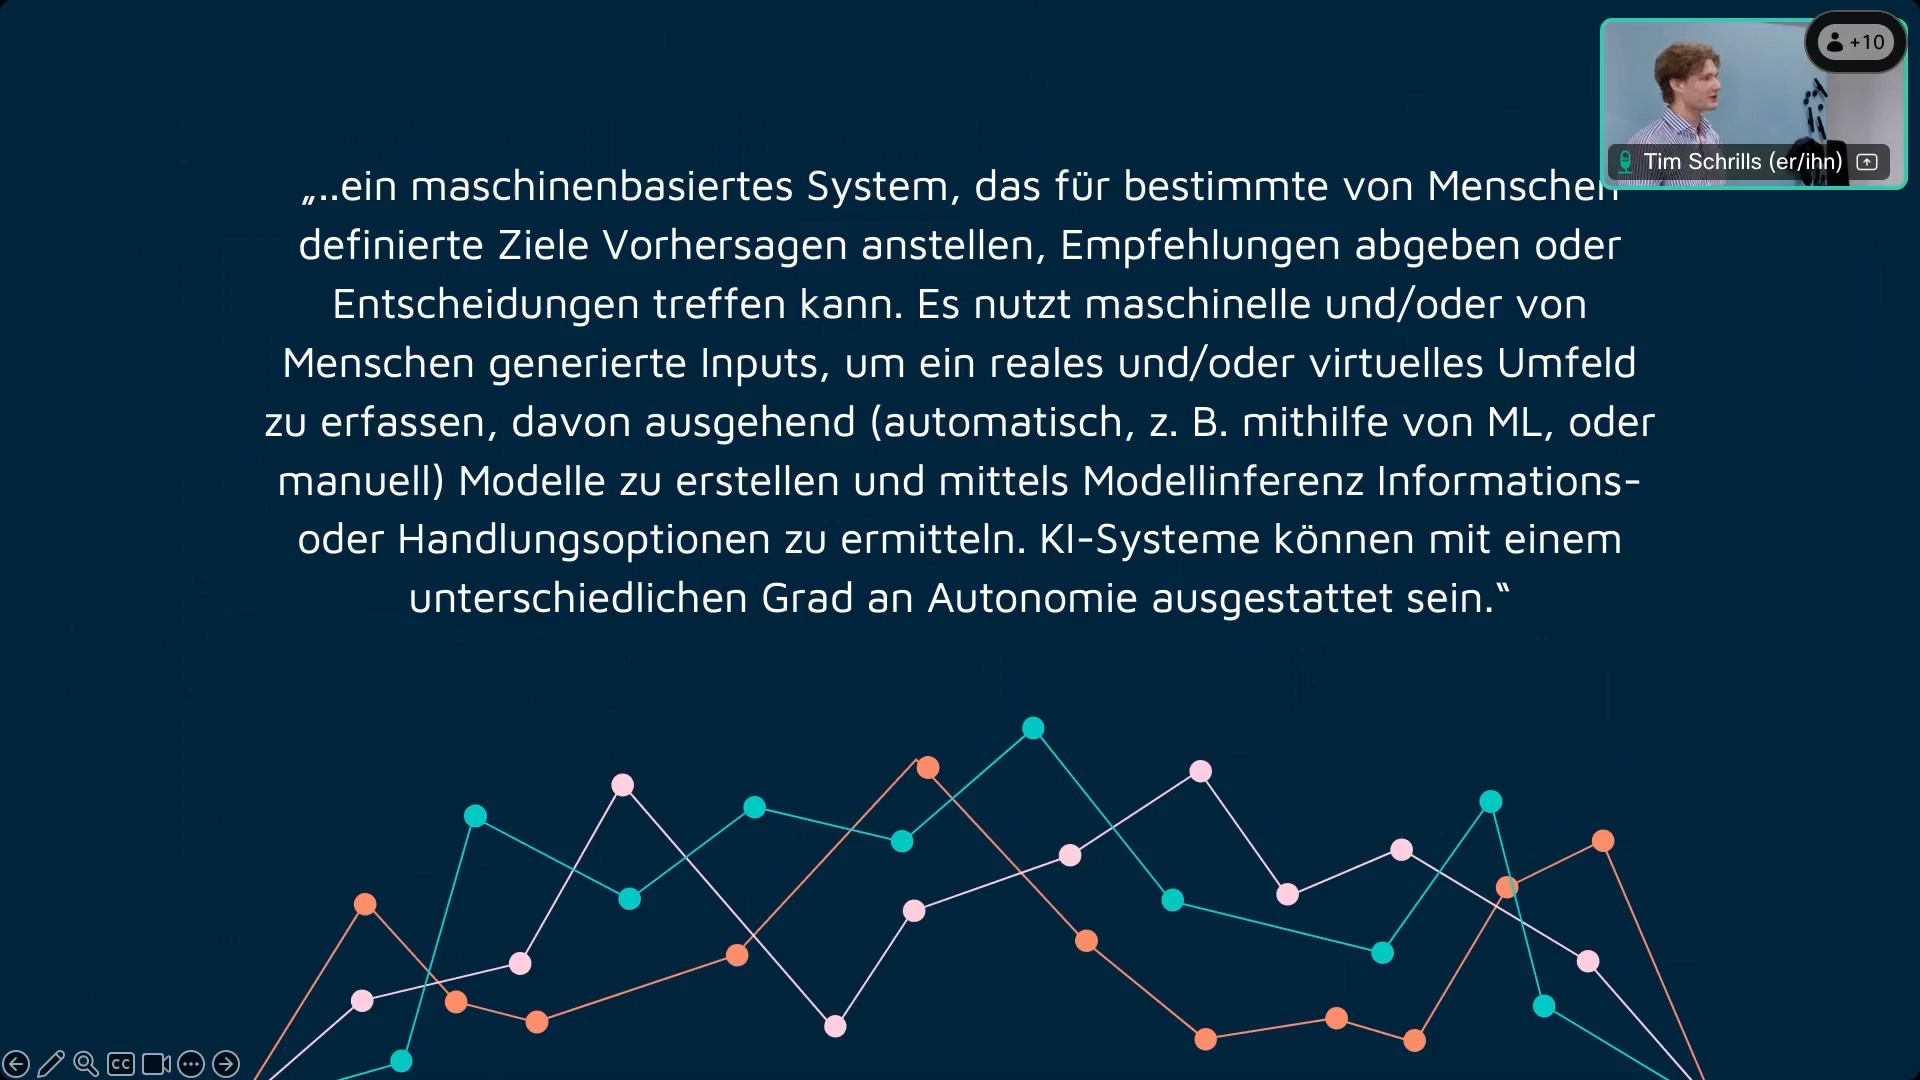 „..ein maschinenbasiertes System, das für bestimmte von Menschen
definierte Ziele Vorhersagen anstellen, Empfehlungen abgeben oder
Entscheidungen treffen kann. Es nutzt maschinelle und/oder von
Menschen generierte Inputs, um ein reales und/oder virtuelles Umfeld
zu erfassen, davon ausgehend (automatisch, z. B. mithilfe von ML, oder
manuell) Modelle zu erstellen und mittels Modellinferenz Informations-
oder Handlungsoptionen zu ermitteln. KI-Systeme können mit einem
unterschiedlichen Grad an Autonomie ausgestattet sein.“
+10
Tim Schrills (er/ihn)
CC